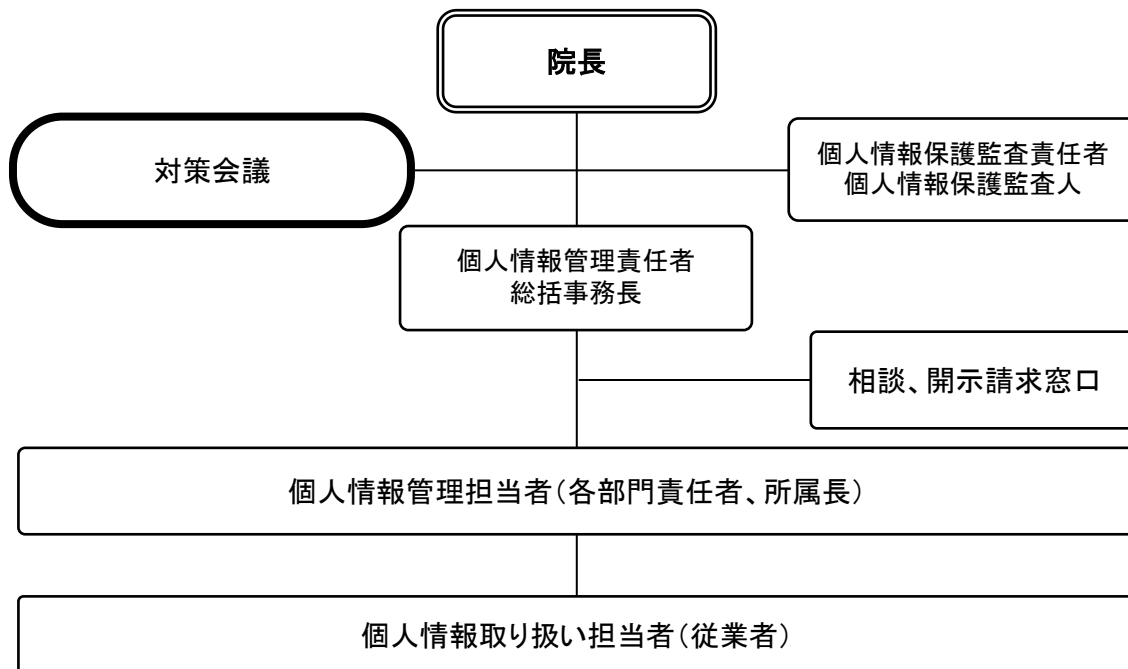 院長
対策会議
個人情報保護監査責任者
個人情報保護監査人
個人情報管理責任者
総括事務長
相談、開示請求窓口
個人情報管理担当者（各部門責任者、所属長）
個人情報取り扱い担当者（従業者）